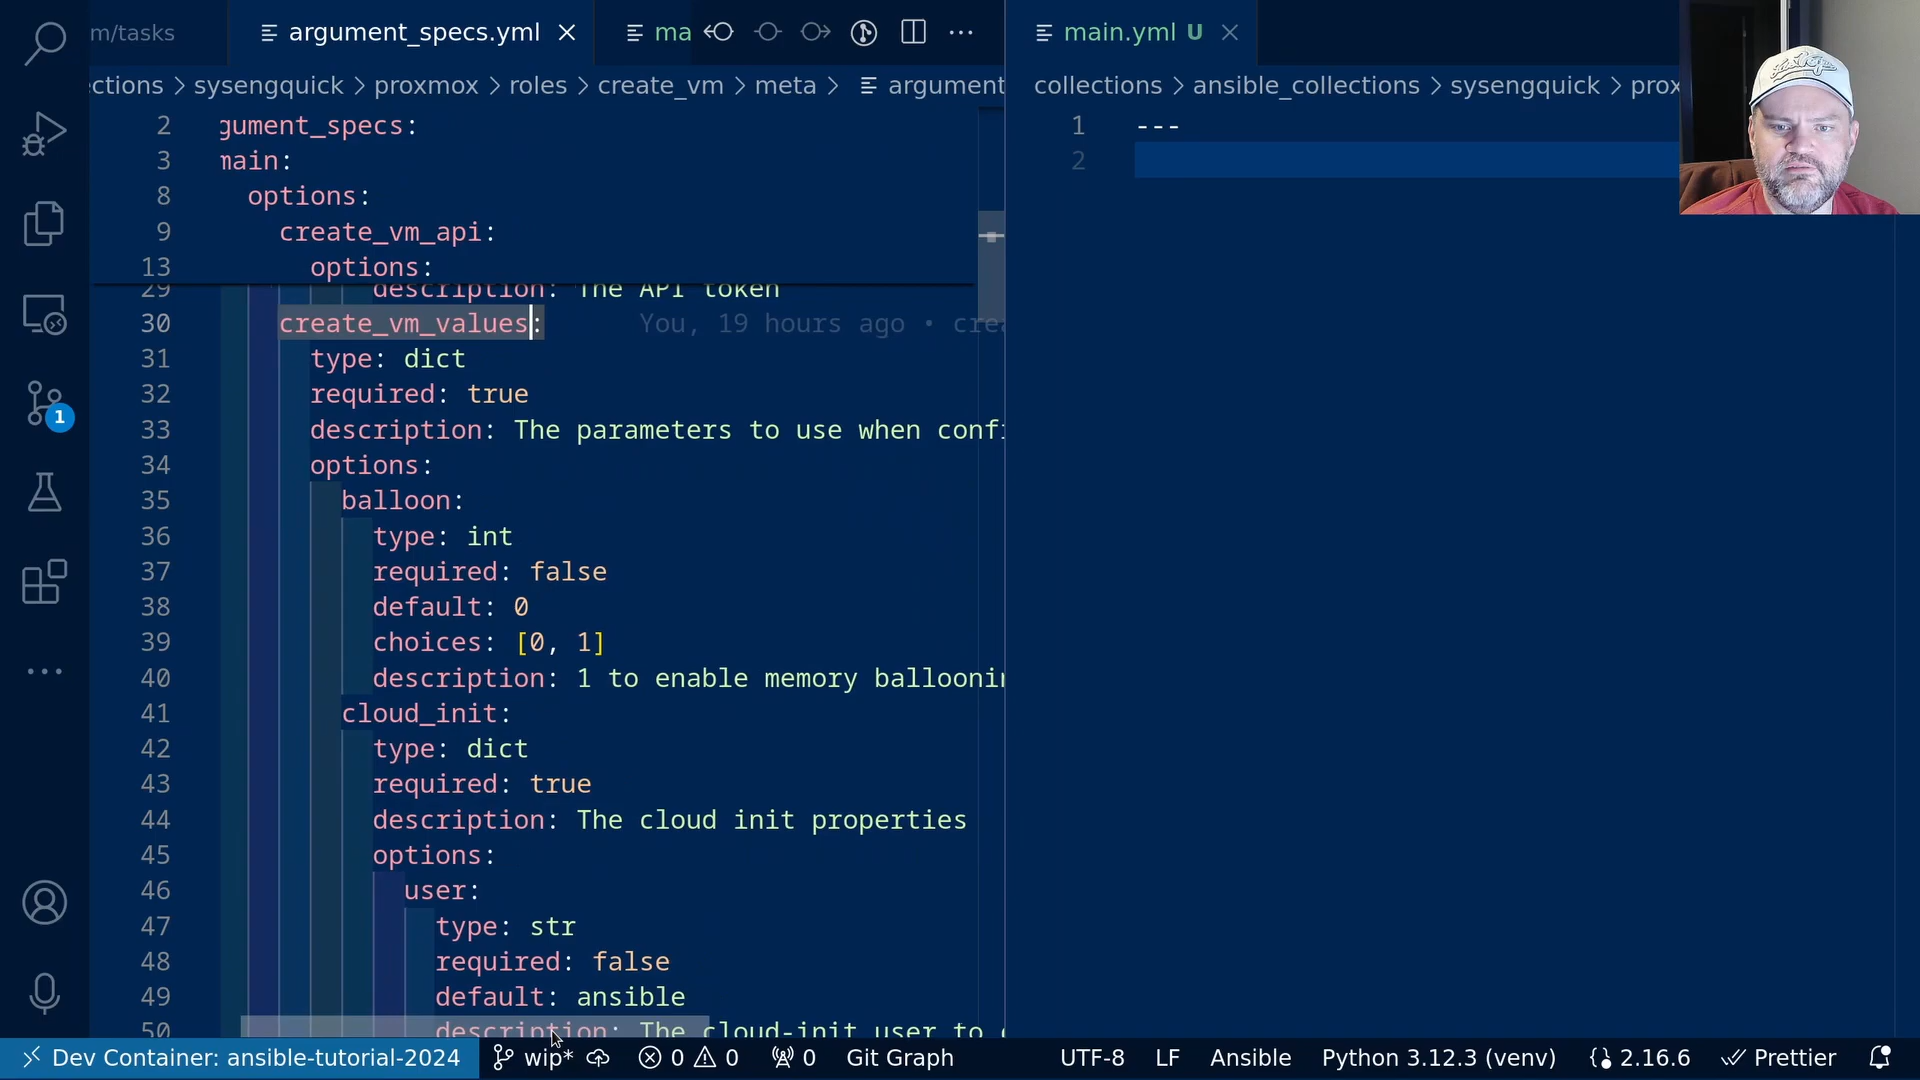 m/tasks
argument_specs.yml
ma
main.yml U
ctions > sysengquick > proxmox > roles > create_vm > meta > argument
collections > ansible_collections > sysengquick > prox
2 gument_specs:
3 main:
8 options:
9 create_vm_api:
13 options:
29 description: The API token
30 create_vm_values: You, 19 hours ago • crea
31 type: dict
32 required: true
33 description: The parameters to use when confi
34 options:
35 balloon:
36 type: int
37 required: false
38 default: 0
39 choices: [0, 1]
40 description: 1 to enable memory balloonin
41 cloud_init:
42 type: dict
43 required: true
44 description: The cloud init properties
45 options:
46 user:
47 type: str
48 required: false
49 default: ansible
50 description: The cloud-init user to c
1 ---
2
1
Dev Container: ansible-tutorial-2024 wip* 0 0 0 Git Graph UTF-8 LF Ansible Python 3.12.3 (venv) 2.16.6 Prettier